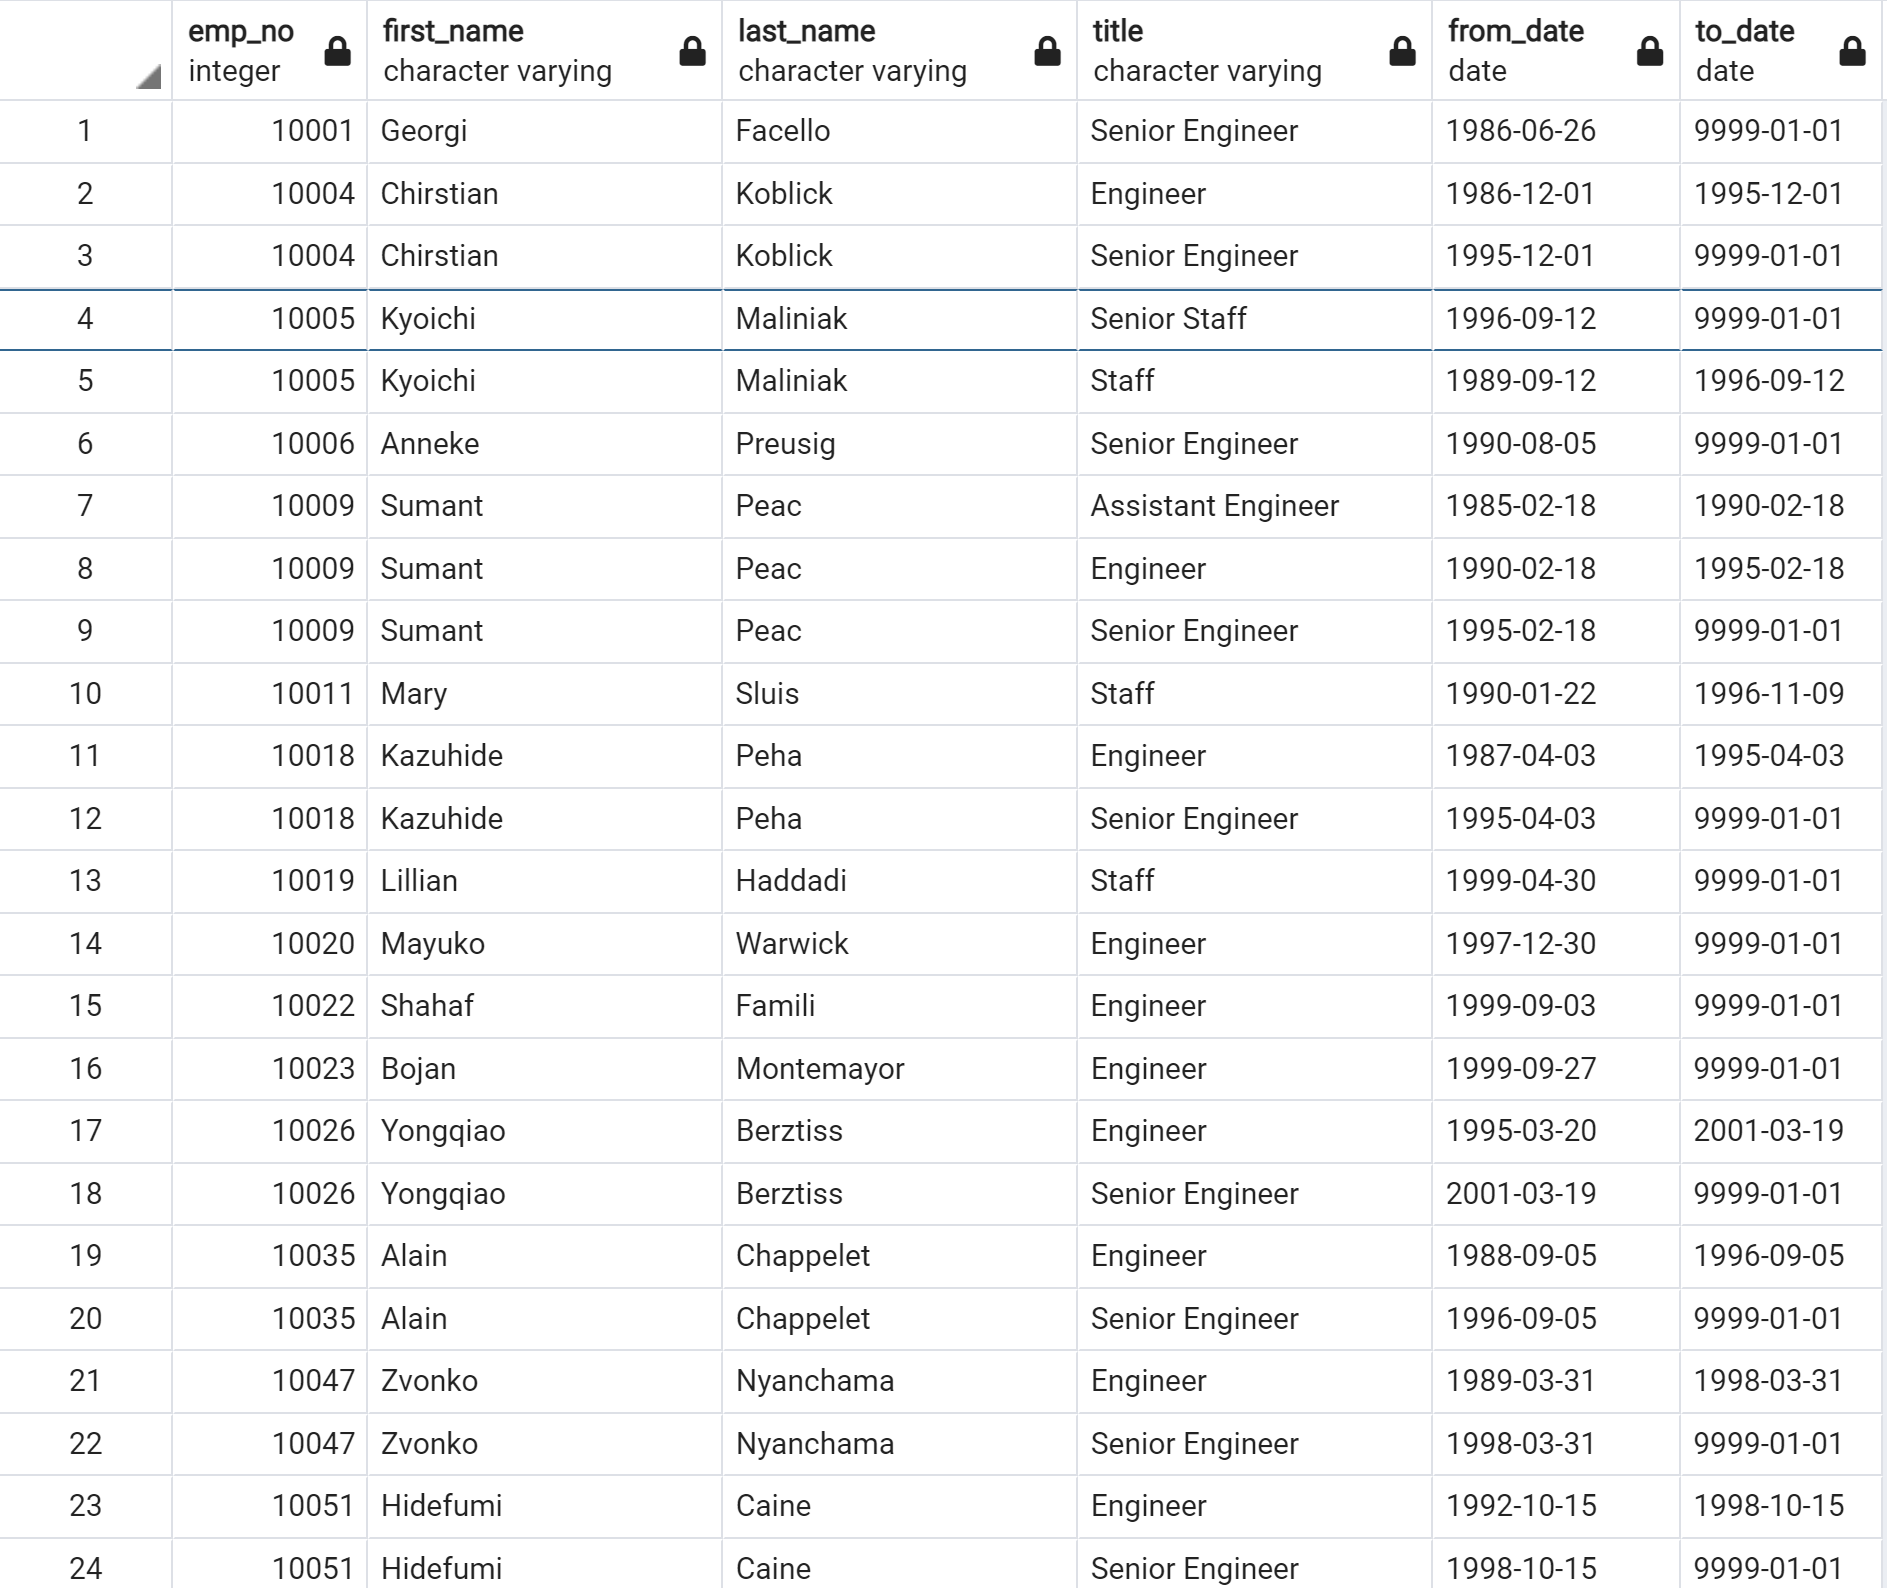 emp_no first_name last_name title from_date to_date
integer character varying character varying character varying date date
1 10001 Georgi Facello Senior Engineer 1986-06-26 9999-01-01
2 10004 Chirstian Koblick Engineer 1986-12-01 1995-12-01
3 10004 Chirstian Koblick Senior Engineer 1995-12-01 9999-01-01
4 10005 Kyoichi Maliniak Senior Staff 1996-09-12 9999-01-01
5 10005 Kyoichi Maliniak Staff 1989-09-12 1996-09-12
6 10006 Anneke Preusig Senior Engineer 1990-08-05 9999-01-01
7 10009 Sumant Peac Assistant Engineer 1985-02-18 1990-02-18
8 10009 Sumant Peac Engineer 1990-02-18 1995-02-18
9 10009 Sumant Peac Senior Engineer 1995-02-18 9999-01-01
10 10011 Mary Sluis Staff 1990-01-22 1996-11-09
11 10018 Kazuhide Peha Engineer 1987-04-03 1995-04-03
12 10018 Kazuhide Peha Senior Engineer 1995-04-03 9999-01-01
13 10019 Lillian Haddadi Staff 1999-04-30 9999-01-01
14 10020 Mayuko Warwick Engineer 1997-12-30 9999-01-01
15 10022 Shahaf Famili Engineer 1999-09-03 9999-01-01
16 10023 Bojan Montemayor Engineer 1999-09-27 9999-01-01
17 10026 Yongqiao Berztiss Engineer 1995-03-20 2001-03-19
18 10026 Yongqiao Berztiss Senior Engineer 2001-03-19 9999-01-01
19 10035 Alain Chappelet Engineer 1988-09-05 1996-09-05
20 10035 Alain Chappelet Senior Engineer 1996-09-05 9999-01-01
21 10047 Zvonko Nyanchama Engineer 1989-03-31 1998-03-31
22 10047 Zvonko Nyanchama Senior Engineer 1998-03-31 9999-01-01
23 10051 Hidefumi Caine Engineer 1992-10-15 1998-10-15
24 10051 Hidefumi Caine Senior Engineer 1998-10-15 9999-01-01